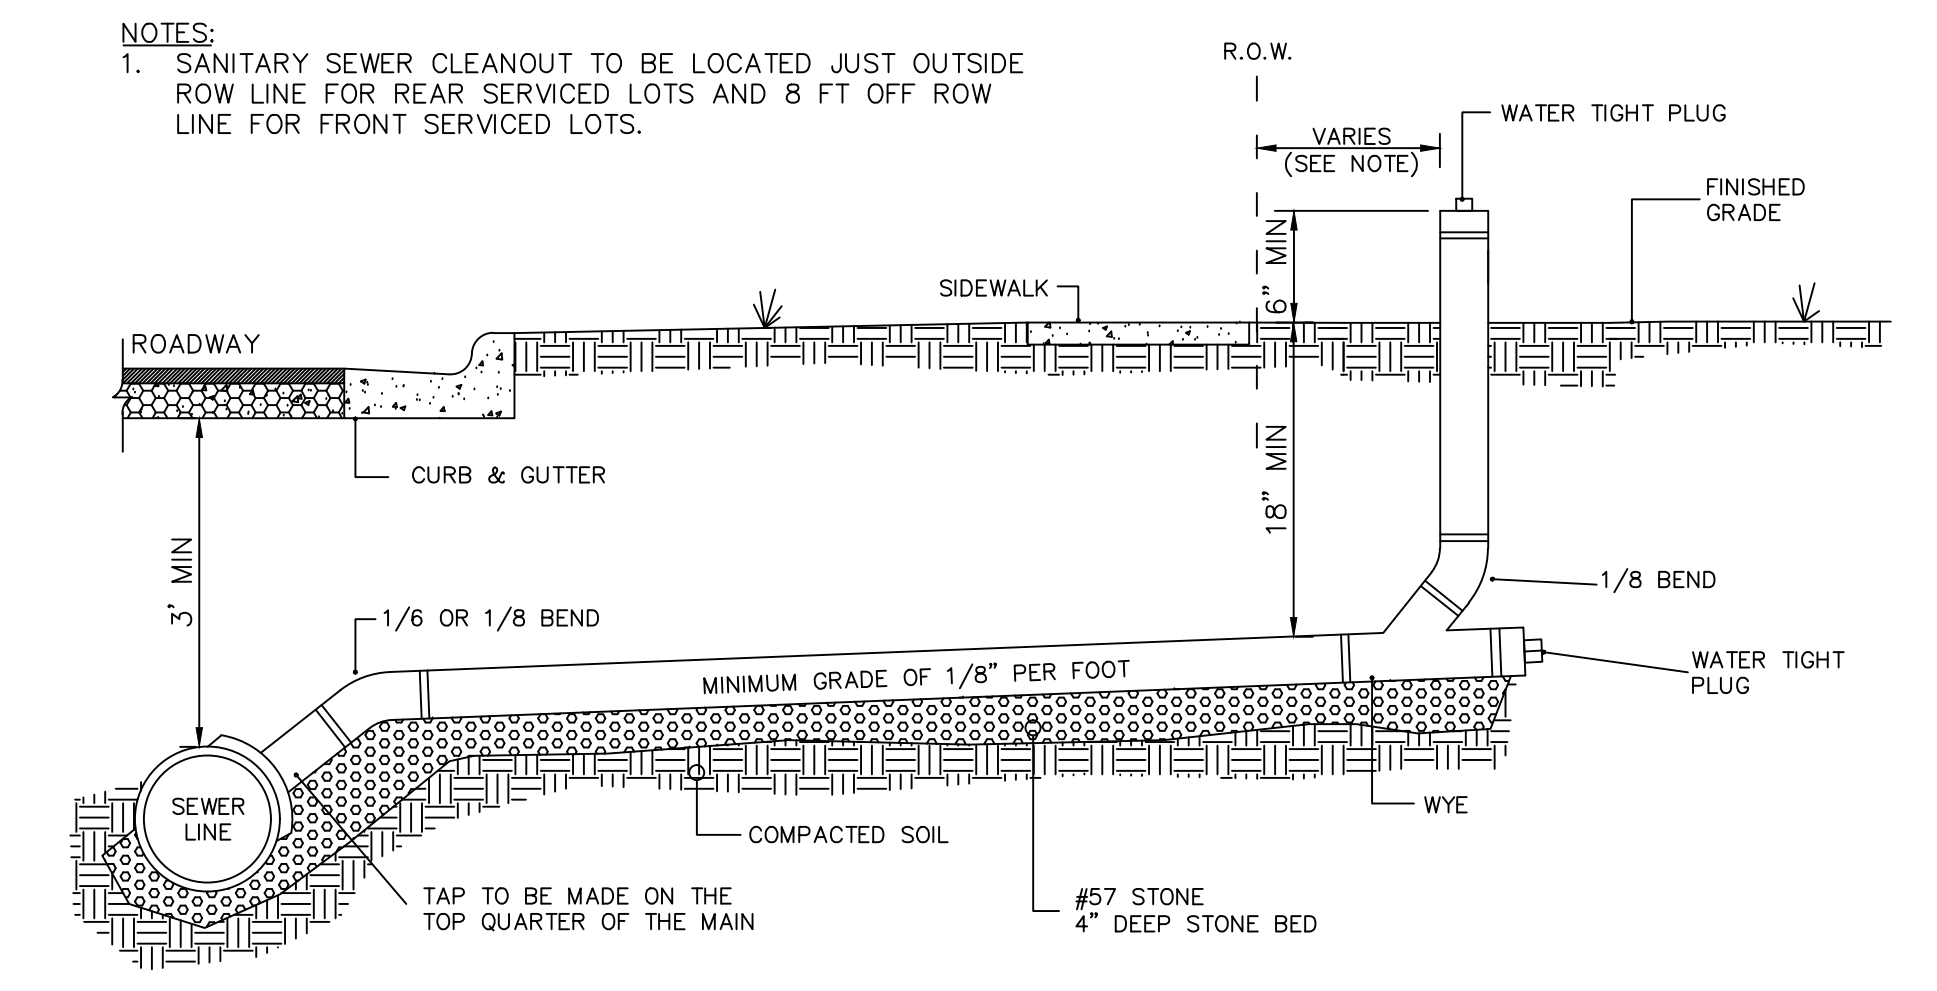 NOTES:
1. SANITARY SEWER CLEANOUT TO BE LOCATED JUST OUTSIDE
ROW LINE FOR REAR SERVICED LOTS AND 8 FT OFF ROW
LINE FOR FRONT SERVICED LOTS.
R.O.W.
WATER TIGHT PLUG
VARIES
(SEE NOTE)
FINISHED
GRADE
6" MIN
SIDEWALK
ROADWAY
CURB & GUTTER
18" MIN
3' MIN
1/8 BEND
1/6 OR 1/8 BEND
MINIMUM GRADE OF 1/8" PER FOOT
WATER TIGHT
PLUG
SEWER
LINE
WYE
COMPACTED SOIL
TAP TO BE MADE ON THE
TOP QUARTER OF THE MAIN
#57 STONE
4" DEEP STONE BED